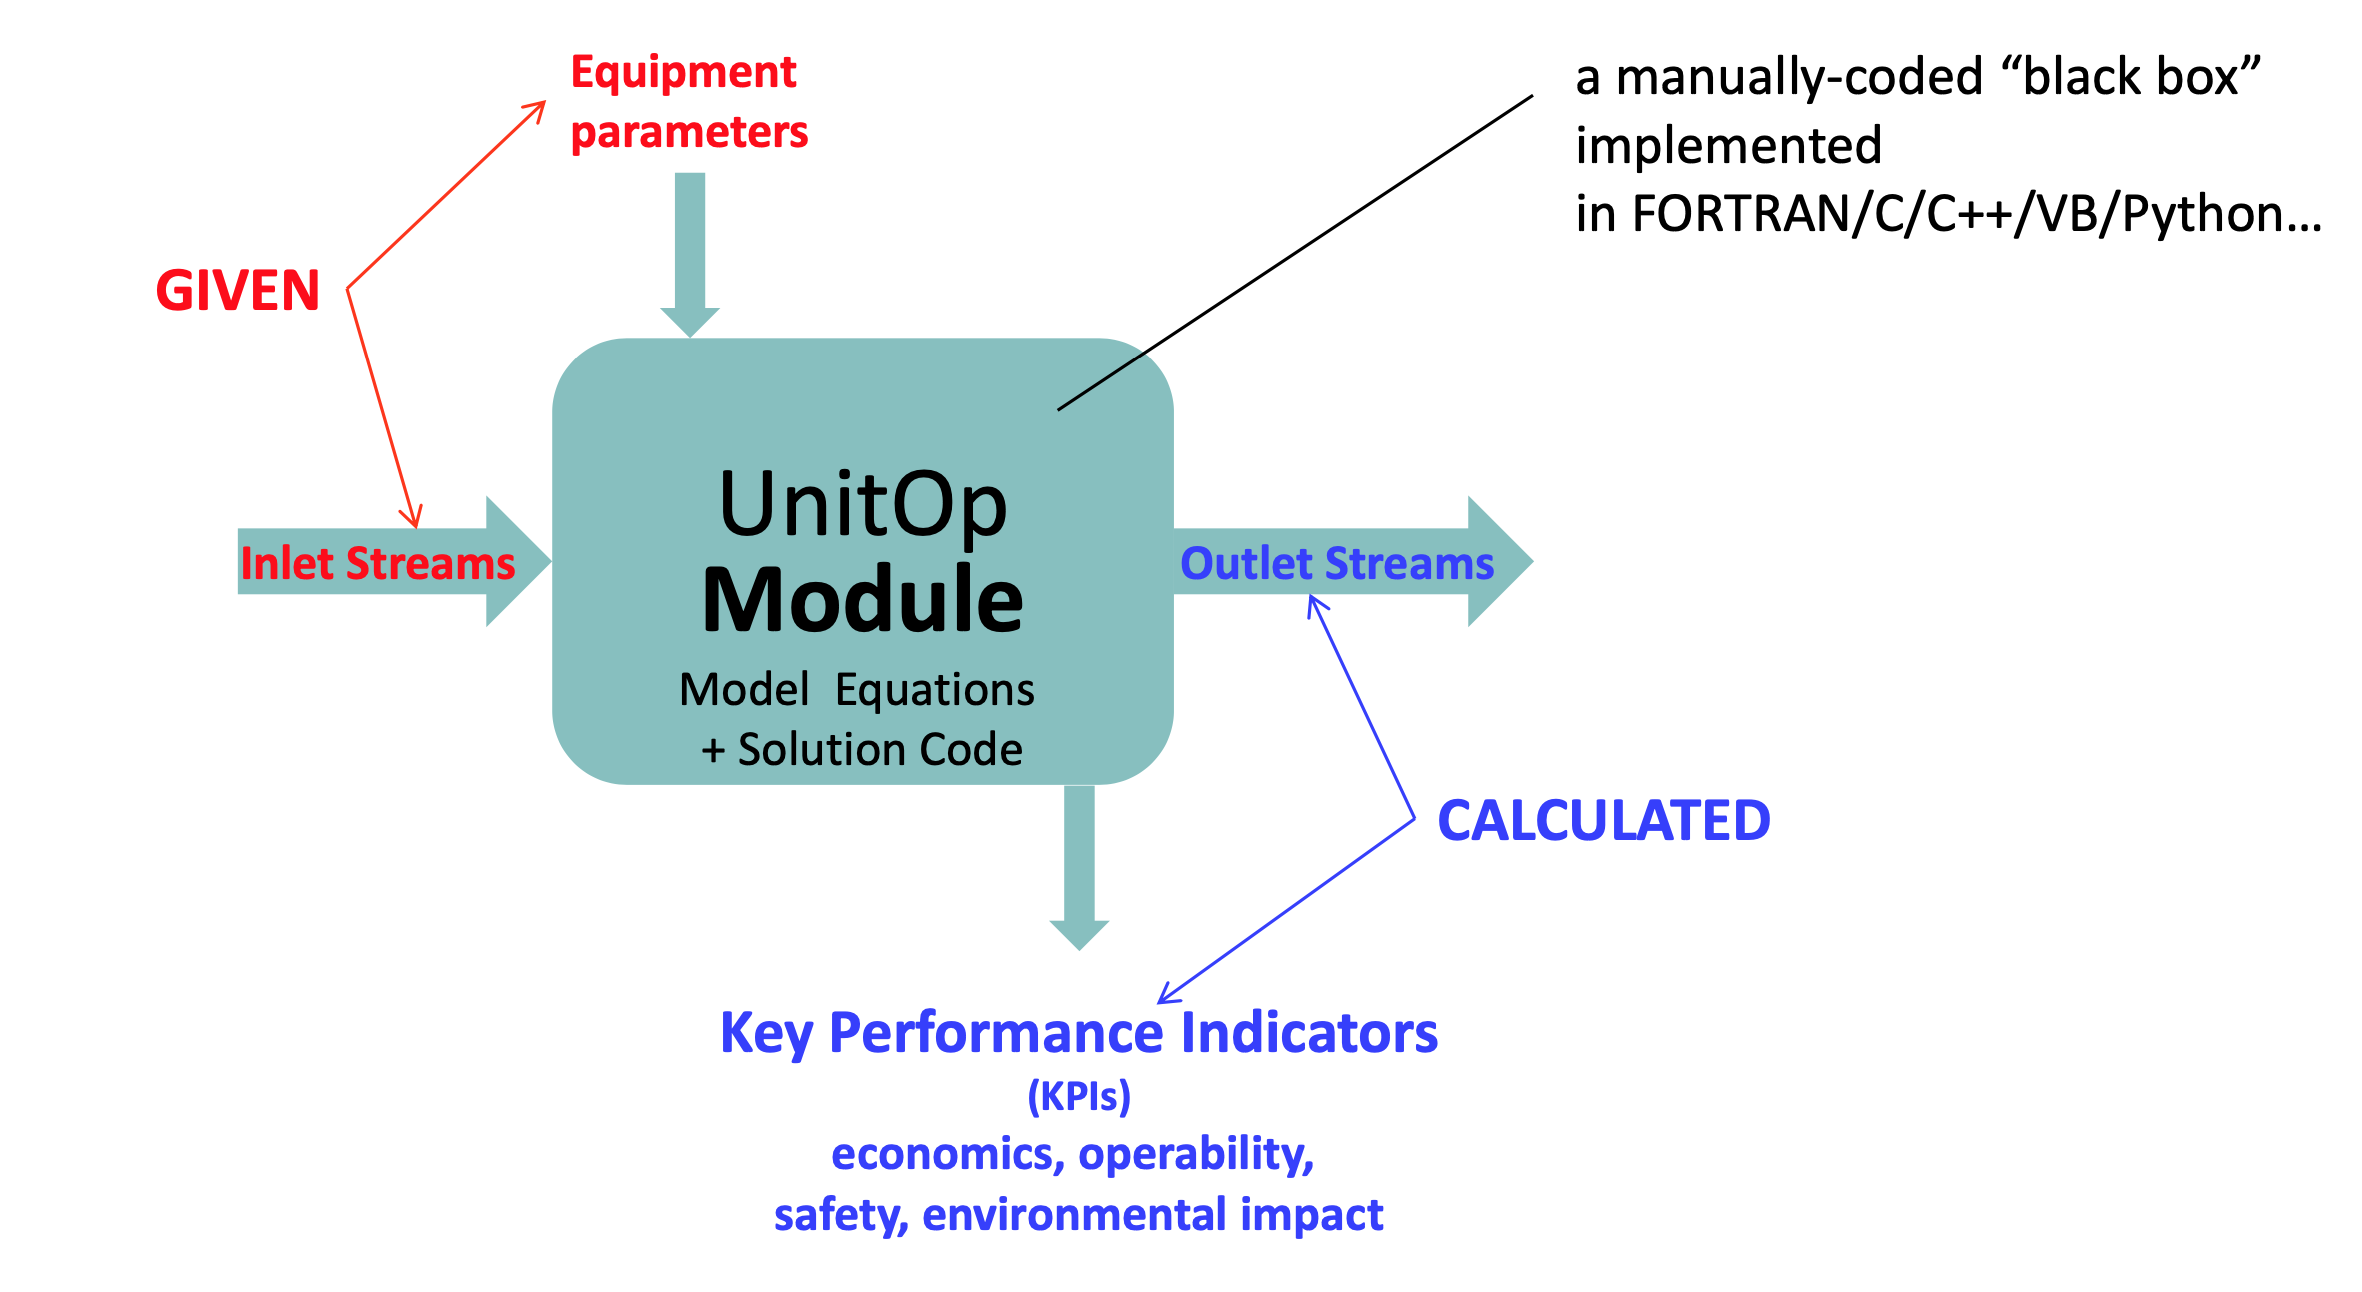 Equipment
parameters
a manually-coded “black box”
implemented
in FORTRAN/C/C++/VB/Python...
GIVEN
Inlet Streams
UnitOp
Module
Model Equations
+ Solution Code
Outlet Streams
CALCULATED
Key Performance Indicators
(KPIs)
economics, operability,
safety, environmental impact